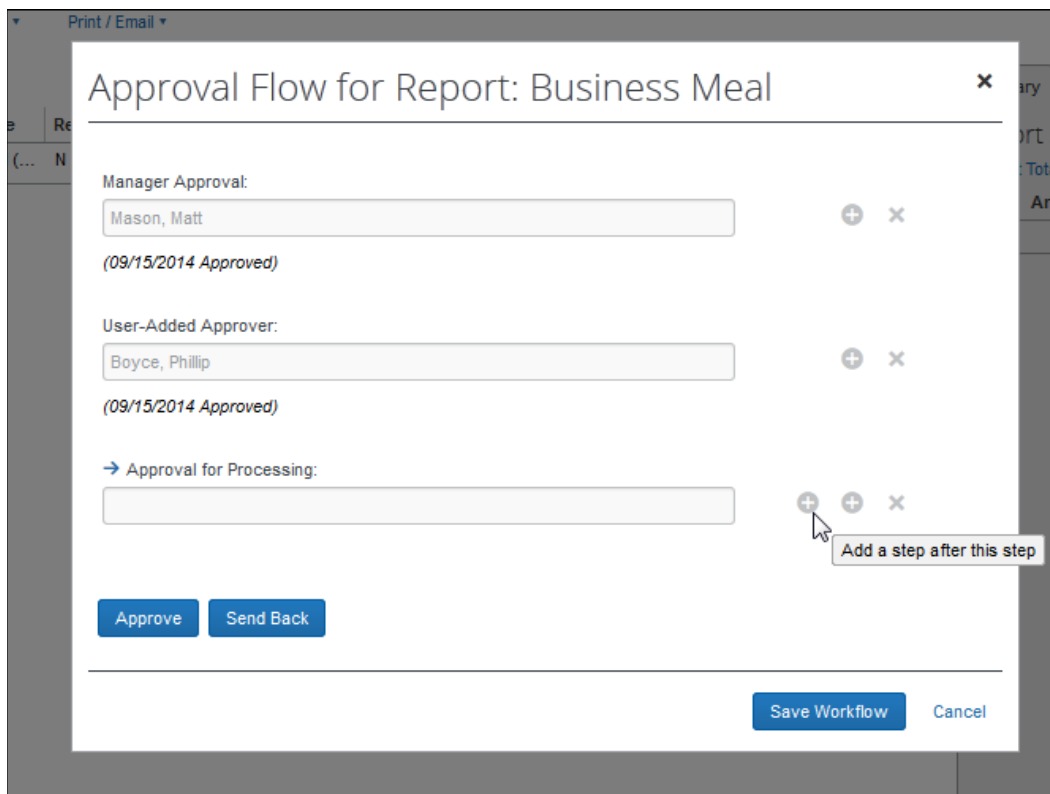 Print / Email
Approval Flow for Report: Business Meal
Manager Approval:
Mason, Matt
(09/15/2014 Approved)
User-Added Approver:
Boyce, Phillip
(09/15/2014 Approved)
Approval for Processing:
Add a step after this step
Approve
Send Back
Save Workflow
Cancel